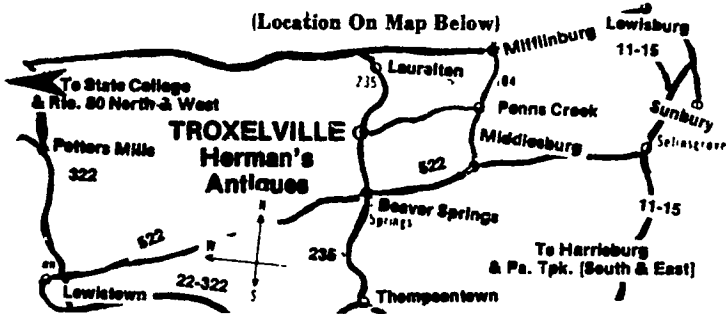 (Location On Map Below)
Lewisburg
Mifflinburg
11-15
Laurelton
235
104
To State College
& Rte. 80 North & West
Penns Creek
Sunbury
TROXELVILLE
Herman's
Antiques
Potters Mills
322
Middleburg
Selinsgrove
522
Beaver Springs
Springs
11-15
N
W
S
522
235
To Harrisburg
& Pa. Tpk. [South & East]
22-322
Lewistown
Thompsontown